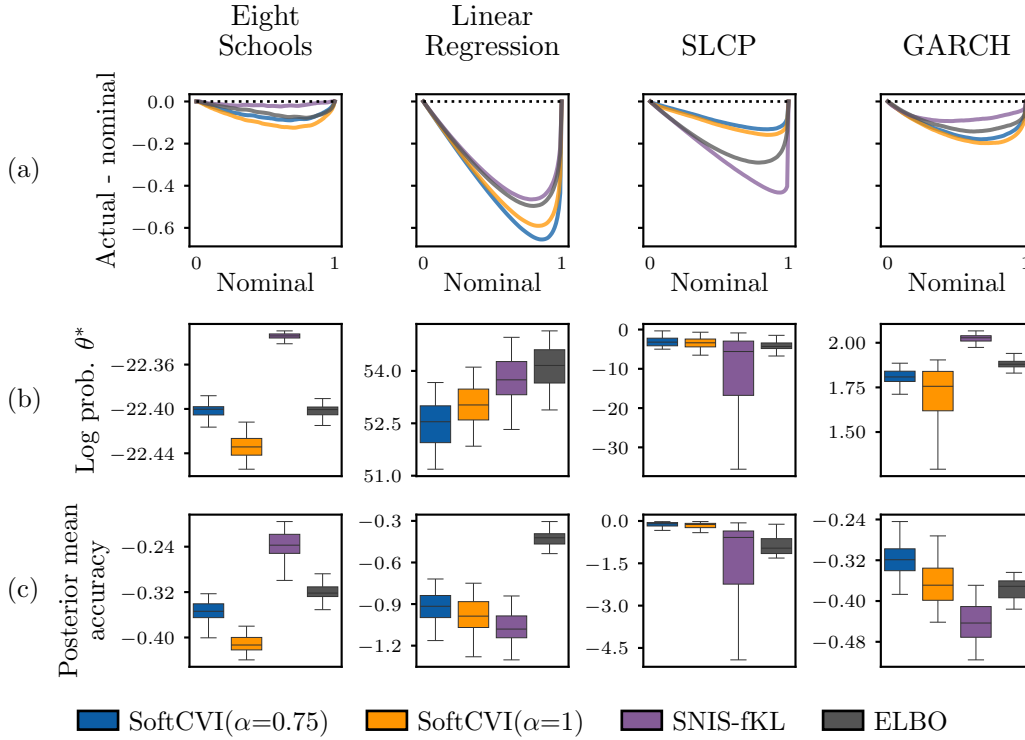 Eight
Schools
Linear
Regression
SLCP
GARCH
(a)
Actual - nominal
0.0
−0.2
−0.4
−0.6
0 1
Nominal
0 1
Nominal
0 1
Nominal
0 1
Nominal
(b)
Log prob. θ*
−22.36
−22.40
−22.44
54.0
52.5
51.0
0
−10
−20
−30
2.00
1.75
1.50
(c)
Posterior mean
accuracy
−0.24
−0.32
−0.40
−0.3
−0.6
−0.9
−1.2
0.0
−1.5
−3.0
−4.5
−0.24
−0.32
−0.40
−0.48
SoftCVI(α=0.75) SoftCVI(α=1) SNIS-fKL ELBO